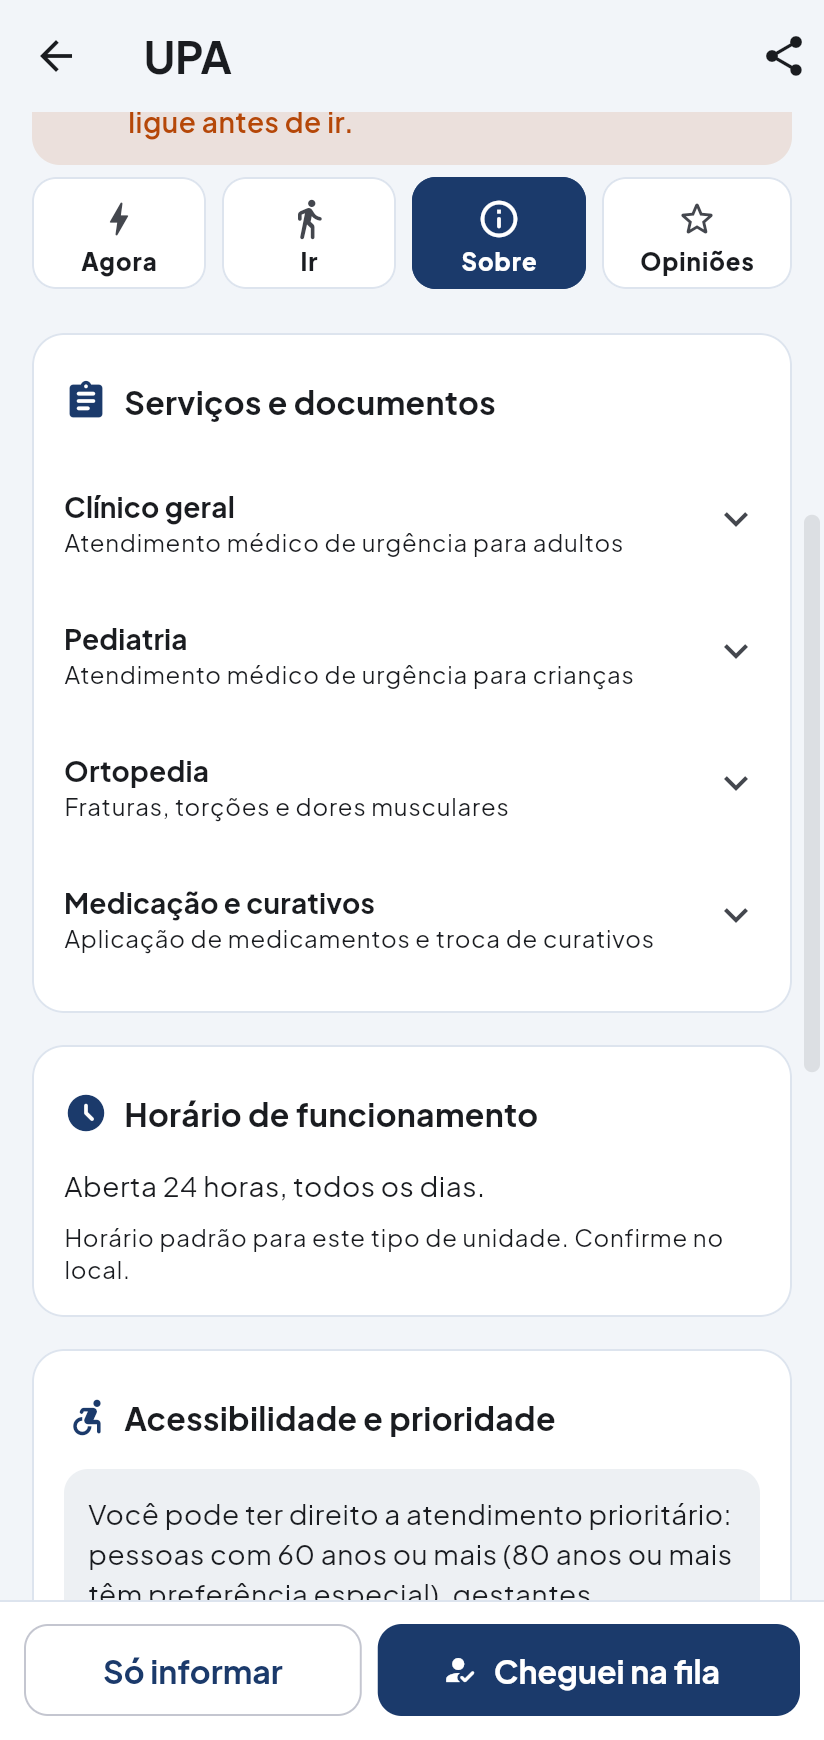 UPA
ligue antes de ir.
Agora
Ir
Sobre
Opiniões
Serviços e documentos
Clínico geral
Atendimento médico de urgência para adultos
Pediatria
Atendimento médico de urgência para crianças
Ortopedia
Fraturas, torções e dores musculares
Medicação e curativos
Aplicação de medicamentos e troca de curativos
Horário de funcionamento
Aberta 24 horas, todos os dias.
Horário padrão para este tipo de unidade. Confirme no
local.
Acessibilidade e prioridade
Você pode ter direito a atendimento prioritário:
pessoas com 60 anos ou mais (80 anos ou mais
têm preferência especial), gestantes,
Só informar
Cheguei na fila